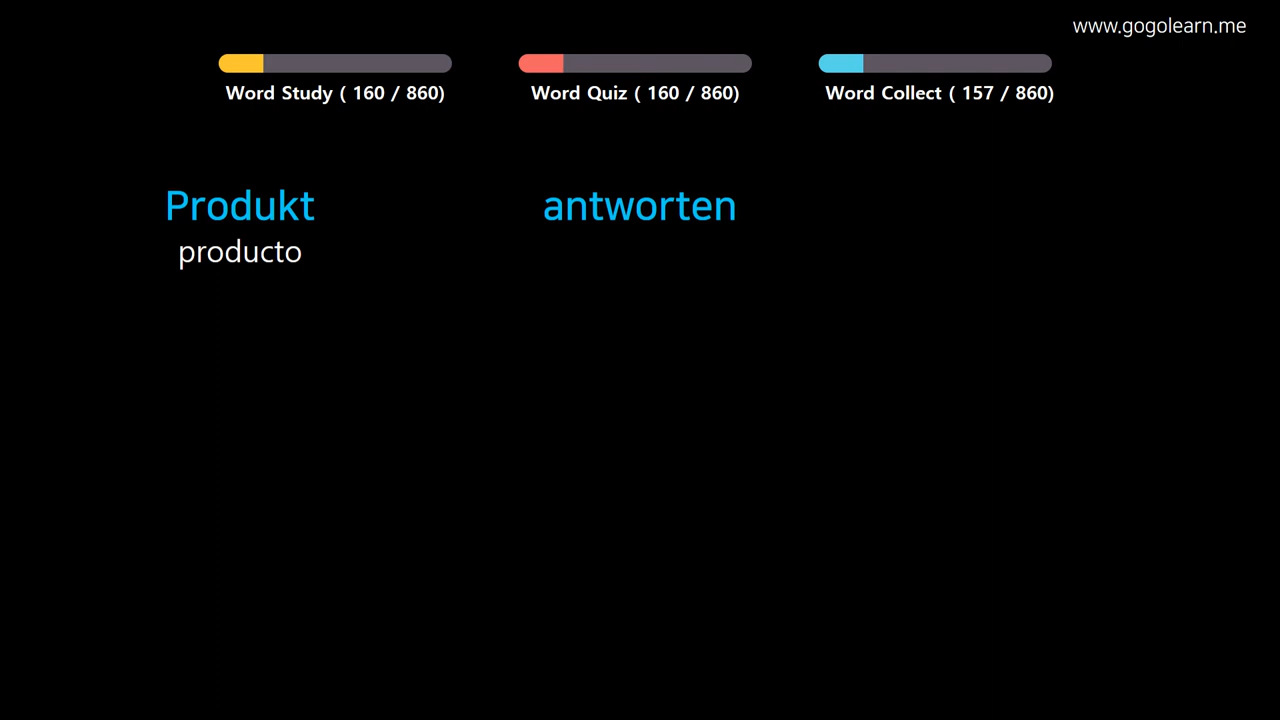 www.gogolearn.me
Word Study ( 160 / 860)
Word Quiz ( 160 / 860)
Word Collect ( 157 / 860)
Produkt
producto
antworten